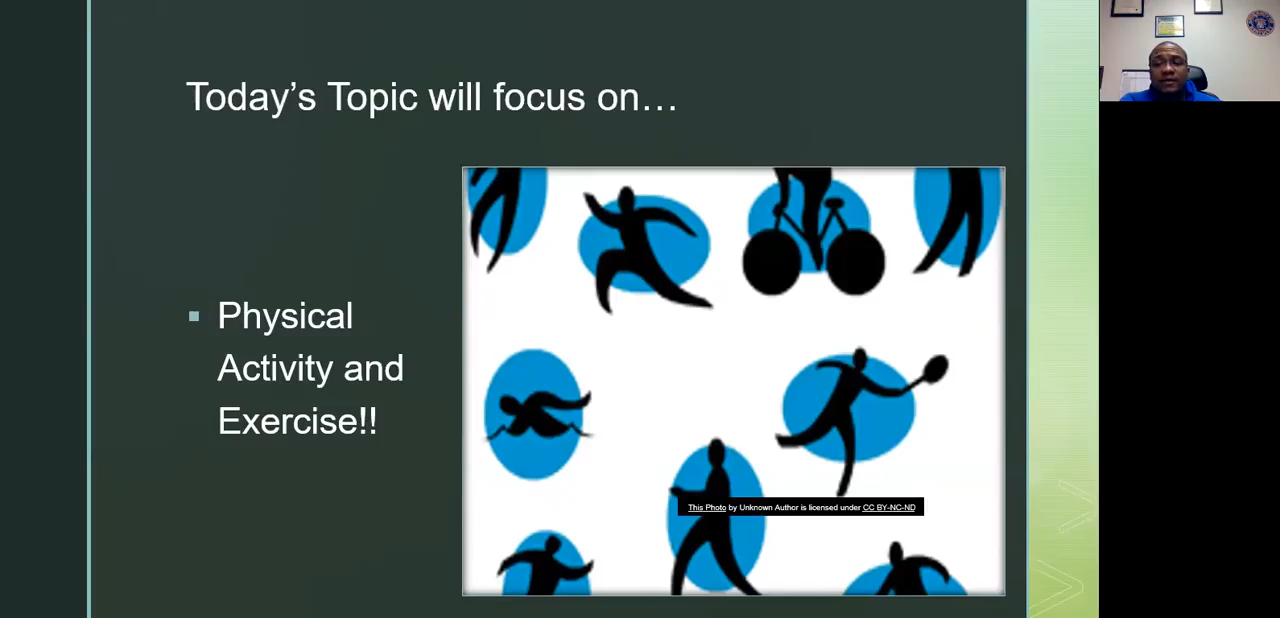 Today’s Topic will focus on…
Physical
Activity and
Exercise!!
This Photo by Unknown Author is licensed under CC BY-NC-ND